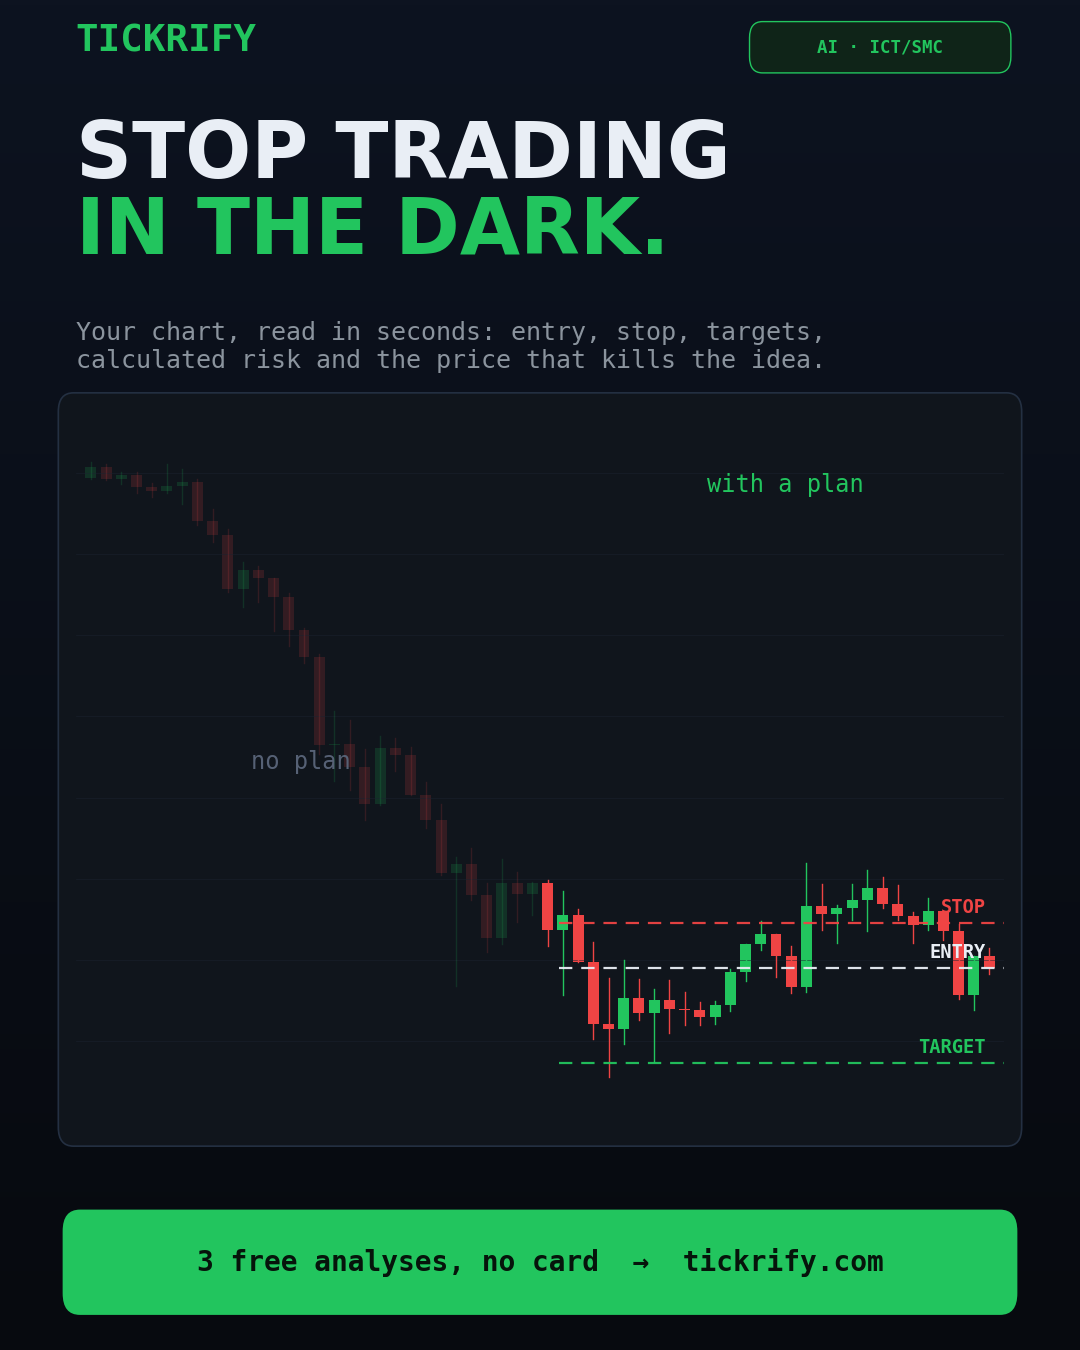 TICKRIFY
AI · ICT/SMC
STOP TRADING
IN THE DARK.
Your chart, read in seconds: entry, stop, targets,
calculated risk and the price that kills the idea.
with a plan
no plan
STOP
ENTRY
TARGET
3 free analyses, no card → tickrify.com